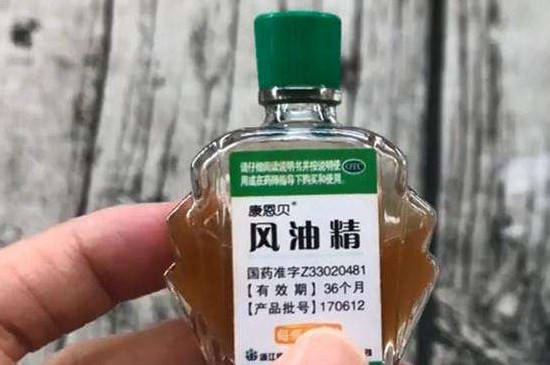 请仔细阅读说明书并按说明使
用或在药师指导下购买和使用。
OTC
康恩贝®
风油精
国药准字Z33020481
【有效期】36个月
【产品批号】170612
浙江